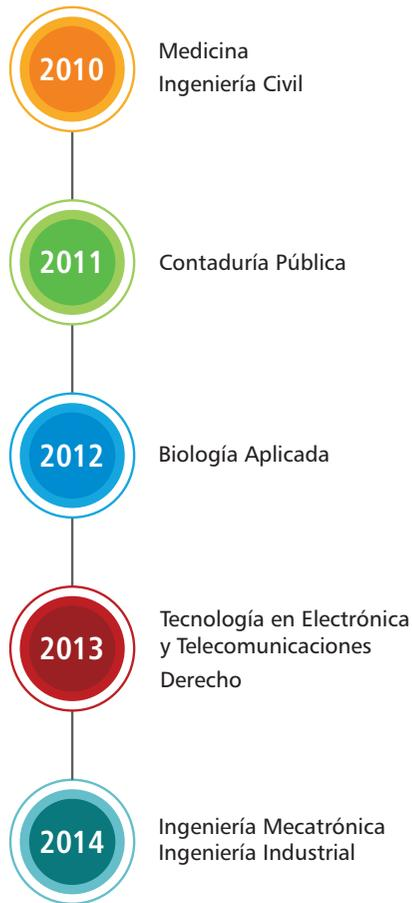 2010
Medicina
Ingeniería Civil
2011
Contaduría Pública
2012
Biología Aplicada
2013
Tecnología en Electrónica
y Telecomunicaciones
Derecho
2014
Ingeniería Mecatrónica
Ingeniería Industrial